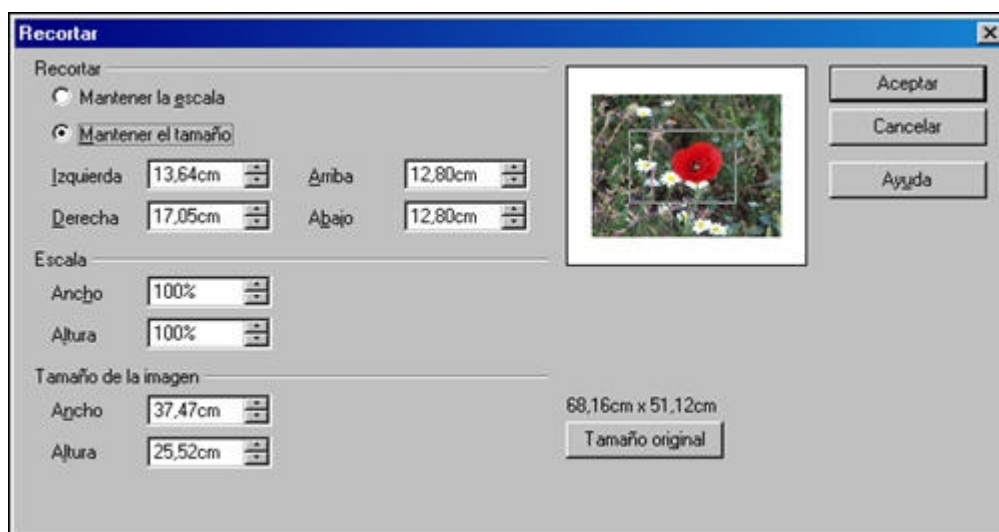 Recortar
Recortar
Mantener la escala
Mantener el tamaño
Izquierda 13,64cm Arriba 12,80cm
Derecha 17,05cm Abajo 12,80cm
Escala
Ancho 100%
Altura 100%
Tamaño de la imagen
Ancho 37,47cm
Altura 25,52cm
68,16cm x 51,12cm
Tamaño original
Aceptar
Cancelar
Ayuda